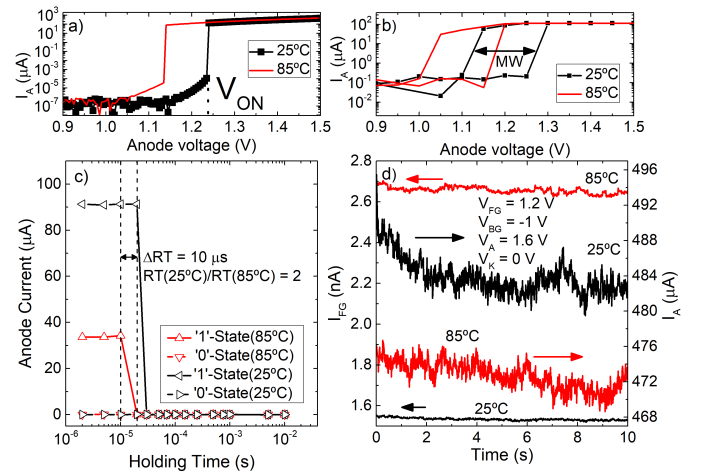 a)
10³
10¹
10⁻¹
10⁻³
10⁻⁵
10⁻⁷
I_A (μA)
25ºC
85ºC
V_ON
0.9 1.0 1.1 1.2 1.3 1.4 1.5
Anode voltage (V)
b)
10²
10¹
10⁰
10⁻¹
10⁻²
I_A (μA)
MW
25ºC
85ºC
0.9 1.0 1.1 1.2 1.3 1.4 1.5
Anode voltage (V)
c)
100
80
60
40
20
0
Anode Current (μA)
ΔRT = 10 μs
RT(25ºC)/RT(85ºC) = 2
'1'-State(85ºC)
'0'-State(85ºC)
'1'-State(25ºC)
'0'-State(25ºC)
10⁻⁶ 10⁻⁵ 10⁻⁴ 10⁻³ 10⁻²
Holding Time (s)
d)
2.8
2.6
2.4
2.2
2.0
1.8
1.6
I_FG (nA)
85ºC
V_FG = 1.2 V
V_BG = -1 V
V_A = 1.6 V
V_K = 0 V
25ºC
85ºC
25ºC
496
492
488
484
480
476
472
468
I_A (μA)
0 2 4 6 8 10
Time (s)